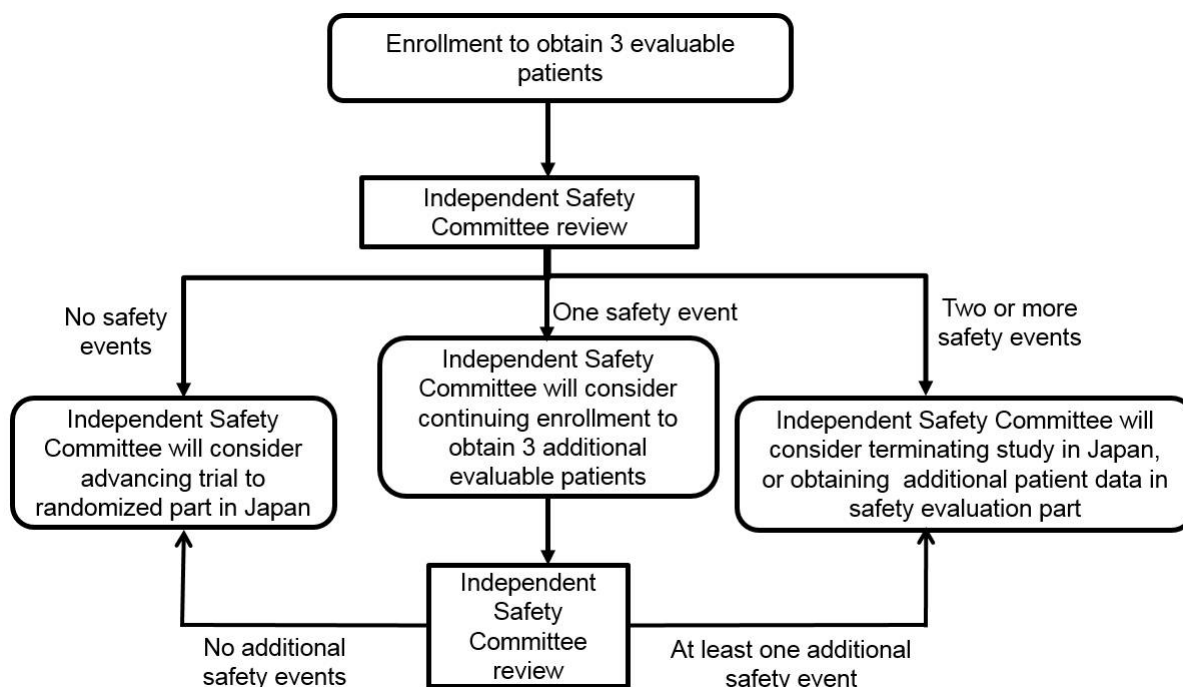 Enrollment to obtain 3 evaluable
patients
Independent Safety
Committee review
No safety
events
One safety event
Two or more
safety events
Independent Safety
Committee will consider
advancing trial to
randomized part in Japan
Independent Safety
Committee will consider
continuing enrollment to
obtain 3 additional
evaluable patients
Independent Safety Committee will
consider terminating study in Japan,
or obtaining additional patient data in
safety evaluation part
Independent
Safety
Committee
review
No additional
safety events
At least one additional
safety event